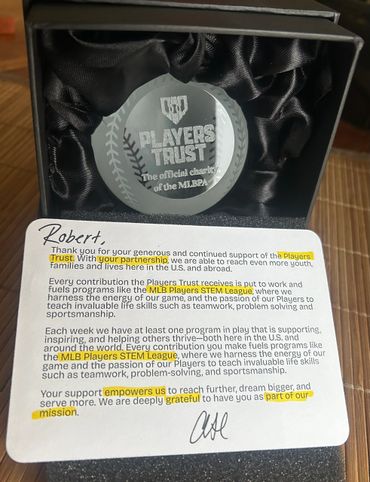 PLAYERS
TRUST
The official charity
of the MLBPA
Robert,
Thank you for your generous and continued support of the Players
Trust. With your partnership, we are able to reach even more youth,
families and lives here in the U.S. and abroad.
Every contribution the Players Trust receives is put to work and
fuels programs like the MLB Players STEM League, where we
harness the energy of our game, and the passion of our Players to
teach invaluable life skills such as teamwork, problem solving and
sportsmanship.
Each week we have at least one program in play that is supporting,
inspiring, and helping others thrive—both here in the U.S. and
around the world. Every contribution you make fuels programs like
the MLB Players STEM League, where we harness the energy of our
game and the passion of our Players to teach invaluable life skills
such as teamwork, problem-solving, and sportsmanship.
Your support empowers us to reach further, dream bigger, and
serve more. We are deeply grateful to have you as part of our
mission.